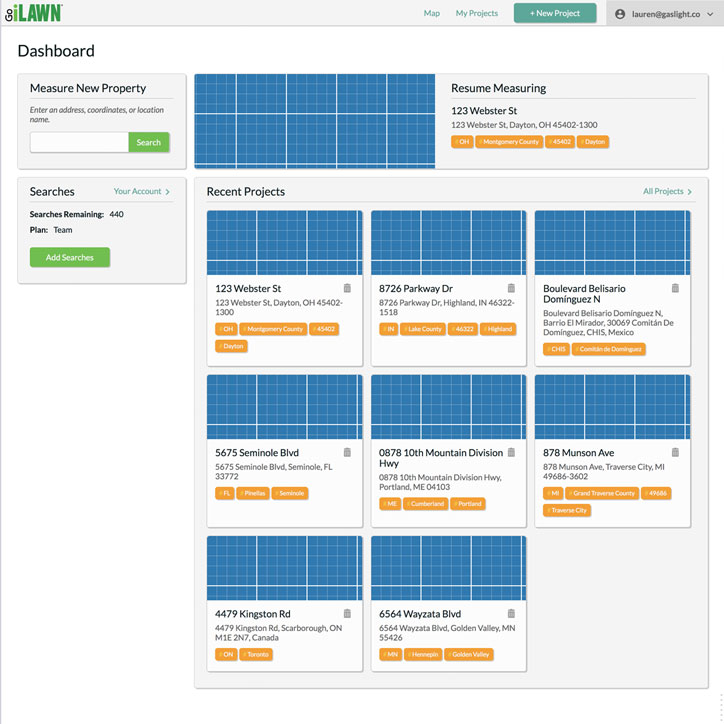 Go iLAWN
Map
My Projects
+ New Project
lauren@gaslight.co
Dashboard
Measure New Property
Enter an address, coordinates, or location
name.
Search
Resume Measuring
123 Webster St
123 Webster St, Dayton, OH 45402-1300
# OH
# Montgomery County
# 45402
# Dayton
Searches
Your Account >
Searches Remaining: 440
Plan: Team
Add Searches
Recent Projects
All Projects >
123 Webster St
123 Webster St, Dayton, OH 45402-
1300
# OH
# Montgomery County
# 45402
# Dayton
8726 Parkway Dr
8726 Parkway Dr, Highland, IN 46322-
1518
# IN
# Lake County
# 46322
# Highland
Boulevard Belisario
Domínguez N
Boulevard Belisario Domínguez N,
Barrio El Mirador, 30069 Comitán De
Domínguez, CHIS, Mexico
# CHIS
# Comitán de Domínguez
5675 Seminole Blvd
5675 Seminole Blvd, Seminole, FL
33772
# FL
# Pinellas
# Seminole
0878 10th Mountain Division
Hwy
0878 10th Mountain Division Hwy,
Portland, ME 04103
# ME
# Cumberland
# Portland
878 Munson Ave
878 Munson Ave, Traverse City, MI
49686-3602
# MI
# Grand Traverse County
# 49686
# Traverse City
4479 Kingston Rd
4479 Kingston Rd, Scarborough, ON
M1E 2N7, Canada
# ON
# Toronto
6564 Wayzata Blvd
6564 Wayzata Blvd, Golden Valley, MN
55426
# MN
# Hennepin
# Golden Valley